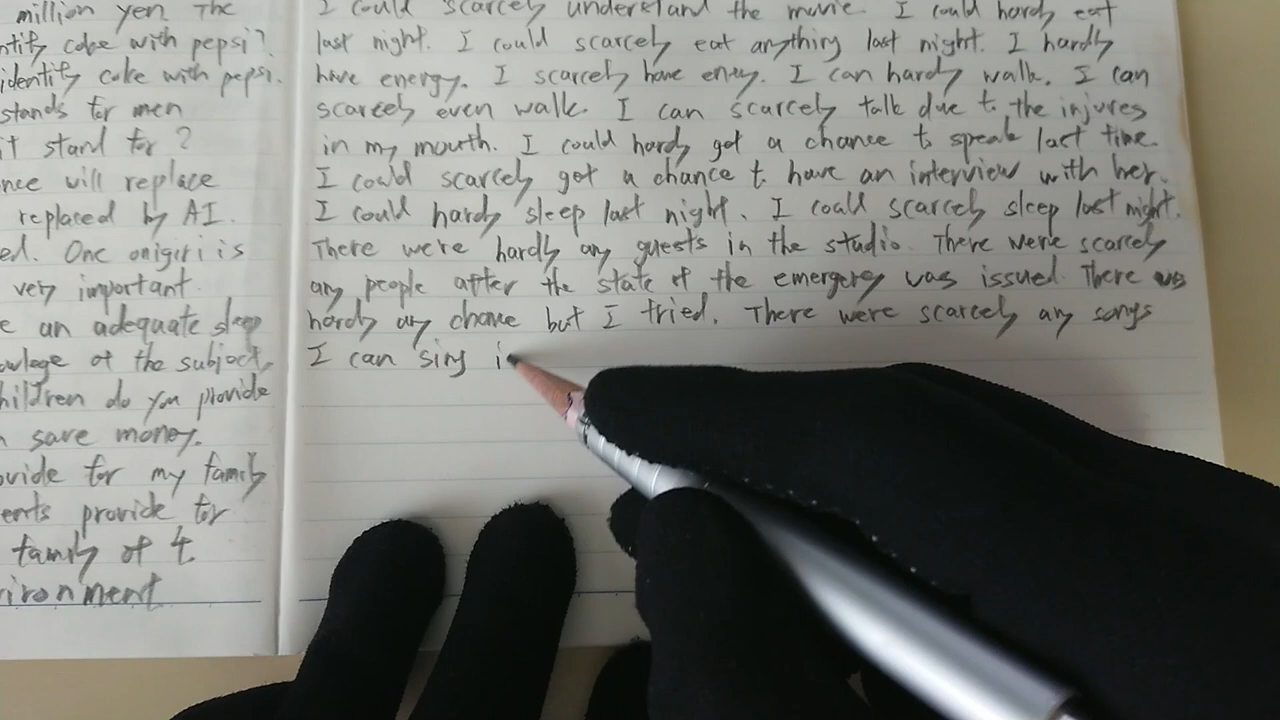 million yen. The
ntify coke with pepsi?
identify coke with pepsi.
stands for men
it stand for?
nce will replace
replaced by AI.
ed. One onigiri is
very important.
e an adequate sleep
owlege of the subject.
hildren do you provide
save money.
ovide for my family
ents provide for
family of 4.
ironment
I could scarcely understand the movie. I could hardly eat
last night. I could scarcely eat anything last night. I hardly
have energy. I scarcely have enery. I can hardly walk. I can
scarcely even walk. I can scarcely talk due to the injures
in my mouth. I could hardly get a chance to speak last time.
I could scarcely get a chance to have an interview with her.
I could hardly sleep last night. I could scarcely sleep last night.
There were hardly any guests in the studio. There were scarcely
any people after the state of the emergerey was issued. There was
hardly any chance but I tried. There were scarcely any songs
I can sing i